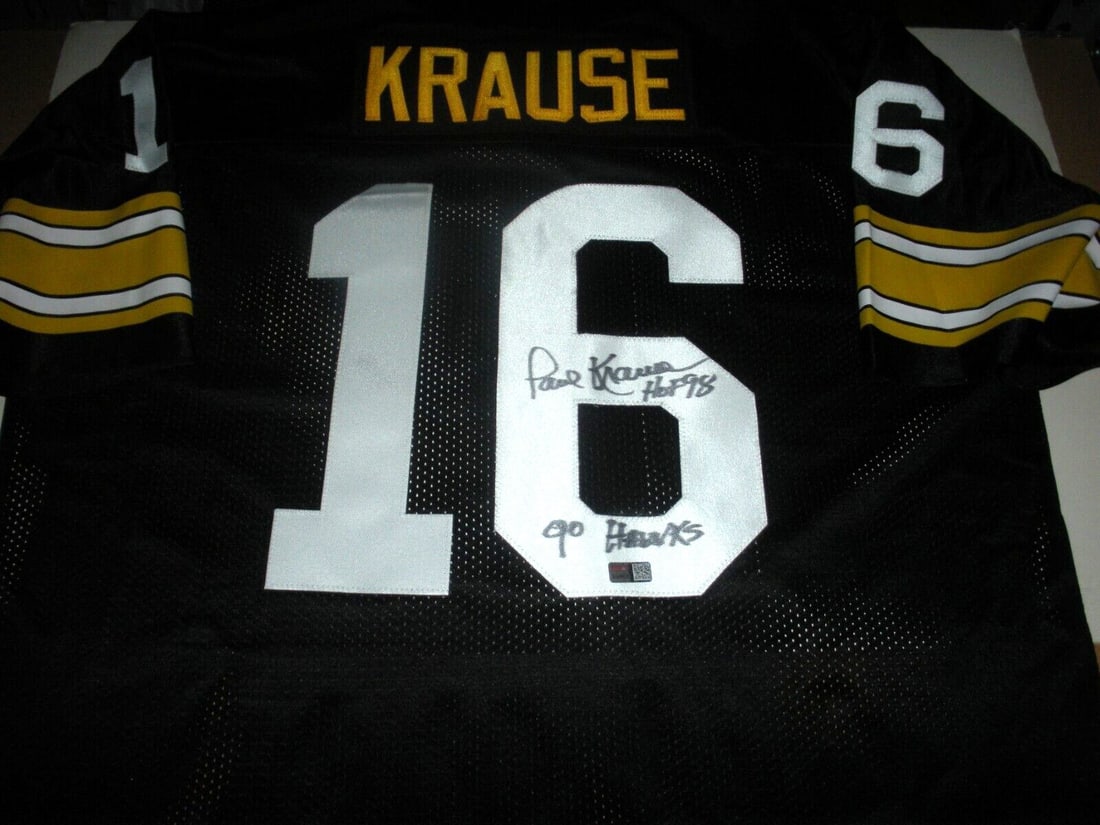 KRAUSE
1 6
16
Paul Krause
HOF 98
go Hawks